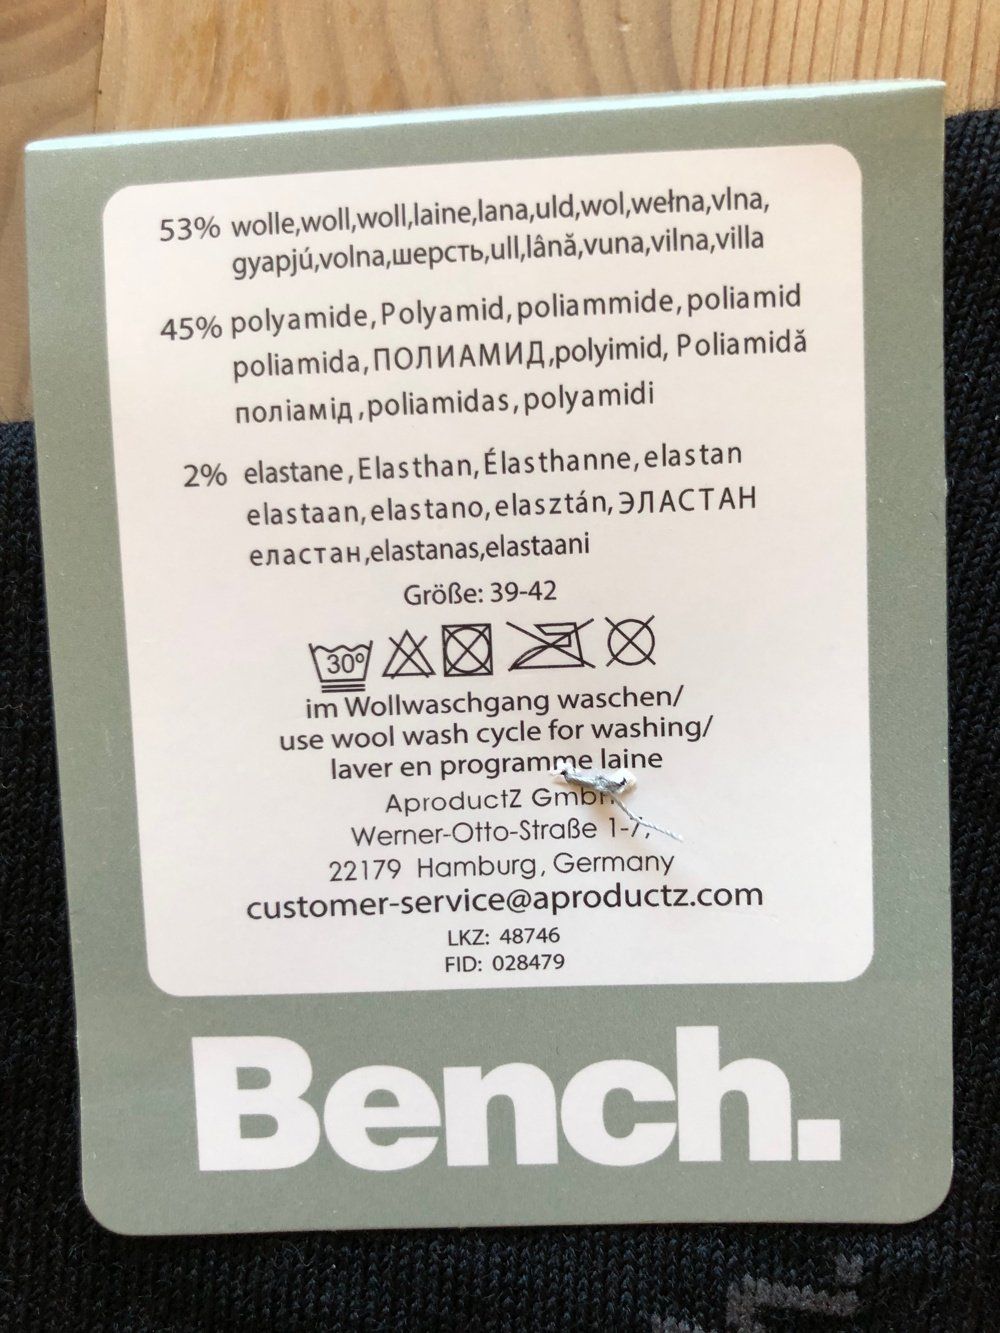 53% wolle,woll,woll,laine,lana,uld,wol,wełna,vlna,
gyapjú,volna,шерсть,ull,lână,vuna,vilna,villa
45% polyamide,Polyamid,poliammide,poliamid
poliamida,ПОЛИАМИД,polyimid, Poliamidă
поліамід,poliamidas,polyamidi
2% elastane,Elasthan,Élasthanne,elastan
elastaan,elastano,elasztán,ЭЛАСТАН
еластан,elastanas,elastaani
Größe: 39-42
30°
im Wollwaschgang waschen/
use wool wash cycle for washing/
laver en programme laine
AproductZ GmbH
Werner-Otto-Straße 1-7,
22179 Hamburg, Germany
customer-service@aproductz.com
LKZ: 48746
FID: 028479
Bench.